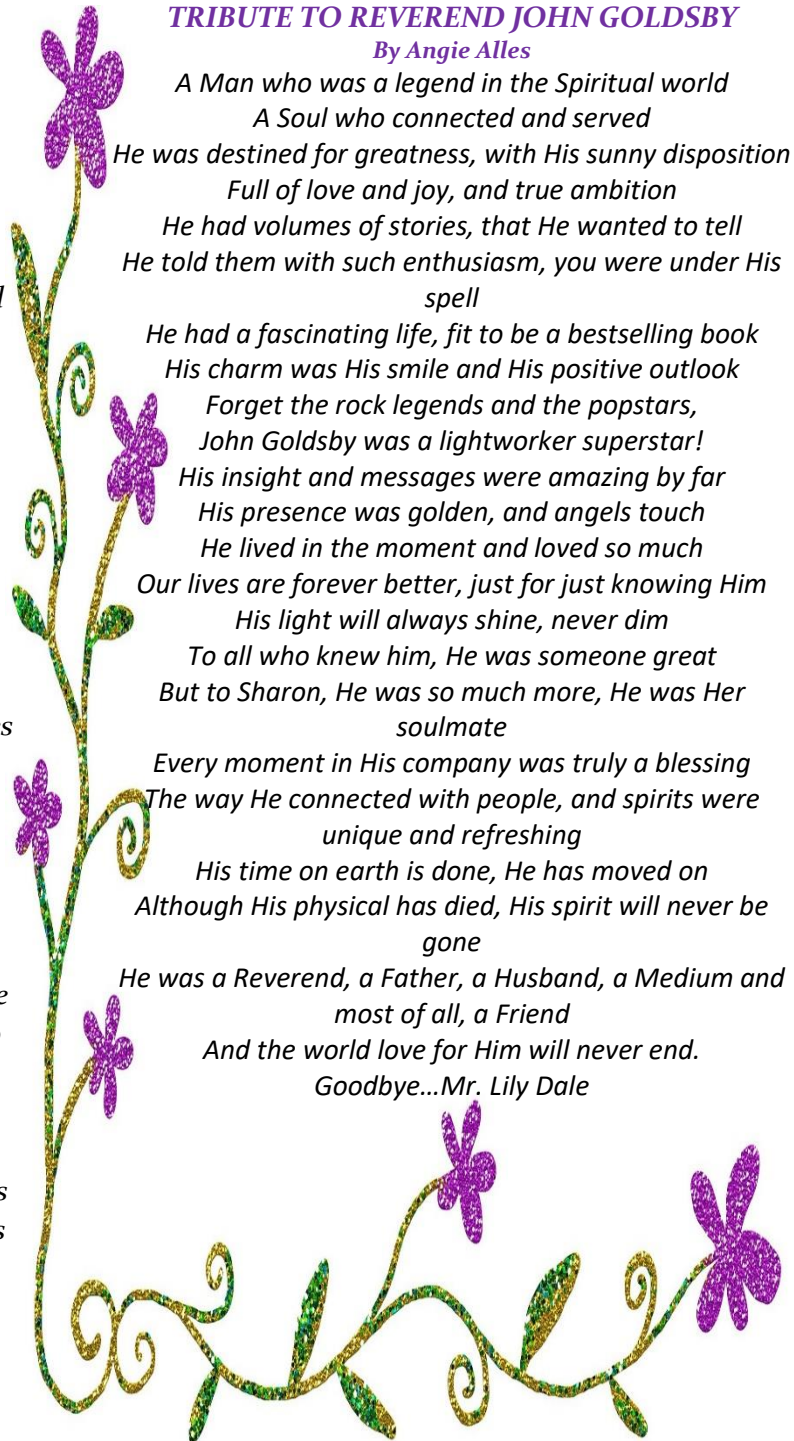 TRIBUTE TO REVEREND JOHN GOLDSBY
By Angie Alles
A Man who was a legend in the Spiritual world
A Soul who connected and served
He was destined for greatness, with His sunny disposition
Full of love and joy, and true ambition
He had volumes of stories, that He wanted to tell
He told them with such enthusiasm, you were under His
spell
He had a fascinating life, fit to be a bestselling book
His charm was His smile and His positive outlook
Forget the rock legends and the popstars,
John Goldsby was a lightworker superstar!
His insight and messages were amazing by far
His presence was golden, and angels touch
He lived in the moment and loved so much
Our lives are forever better, just for just knowing Him
His light will always shine, never dim
To all who knew him, He was someone great
But to Sharon, He was so much more, He was Her
soulmate
Every moment in His company was truly a blessing
The way He connected with people, and spirits were
unique and refreshing
His time on earth is done, He has moved on
Although His physical has died, His spirit will never be
gone
He was a Reverend, a Father, a Husband, a Medium and
most of all, a Friend
And the world love for Him will never end.
Goodbye…Mr. Lily Dale